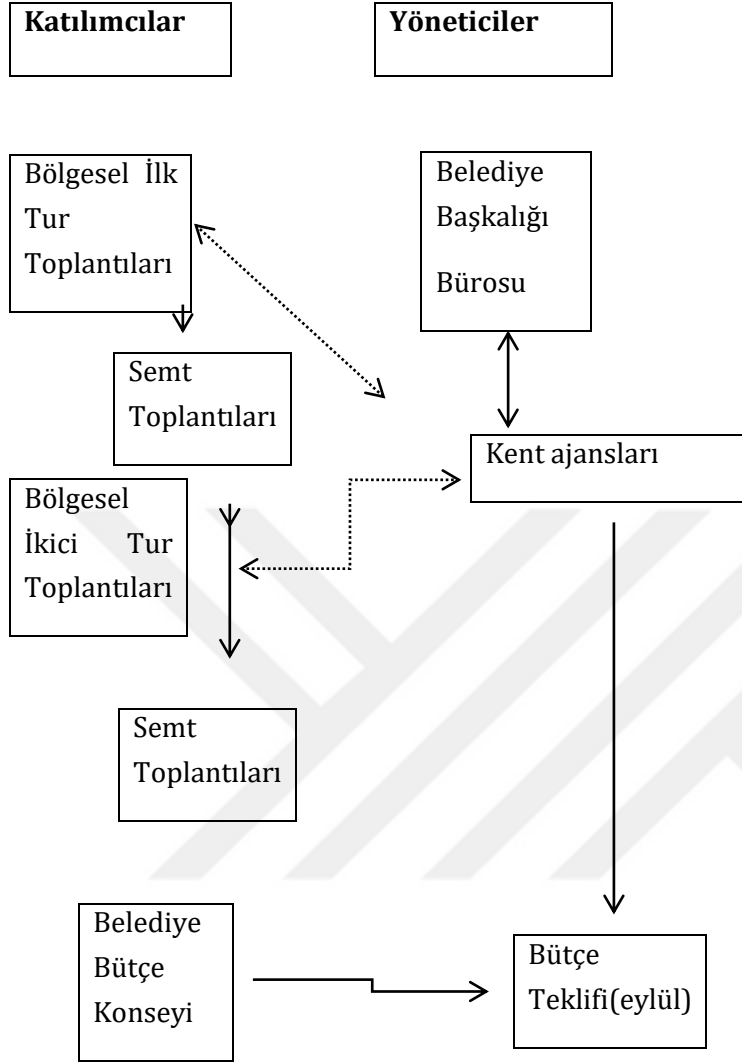 Katılımcılar
Yöneticiler
Bölgesel İlk
Tur
Toplantıları
Belediye
Başkalığı
Bürosu
Semt
Toplantıları
Kent ajansları
Bölgesel
İkici Tur
Toplantıları
Semt
Toplantıları
Belediye
Bütçe
Konseyi
Bütçe
Teklifi(eylül)